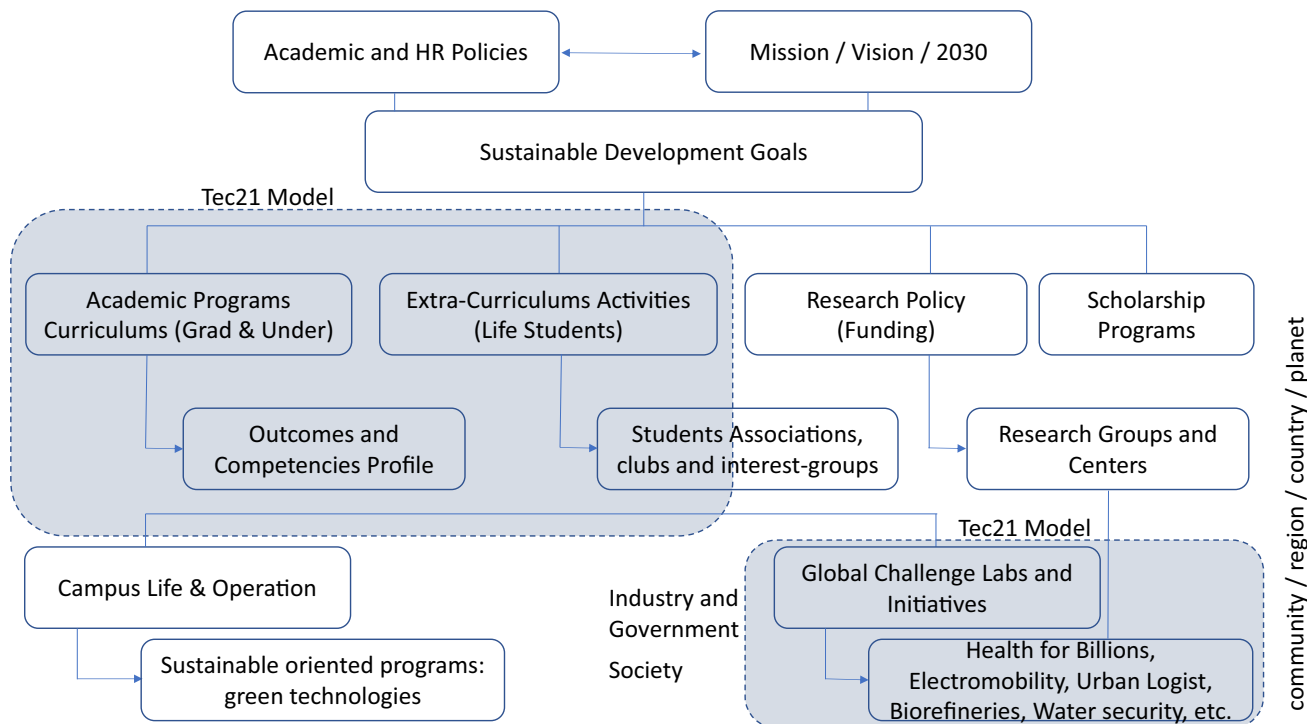 Academic and HR Policies
Mission / Vision / 2030
Sustainable Development Goals
Tec21 Model
Academic Programs
Curriculums (Grad & Under)
Extra-Curriculums Activities
(Life Students)
Research Policy
(Funding)
Scholarship
Programs
Outcomes and
Competencies Profile
Students Associations,
clubs and interest-groups
Research Groups and
Centers
Tec21 Model
Campus Life & Operation
Global Challenge Labs and
Initiatives
Industry and
Government
Society
Sustainable oriented programs:
green technologies
Health for Billions,
Electromobility, Urban Logist,
Biorefineries, Water security, etc.
community / region / country / planet